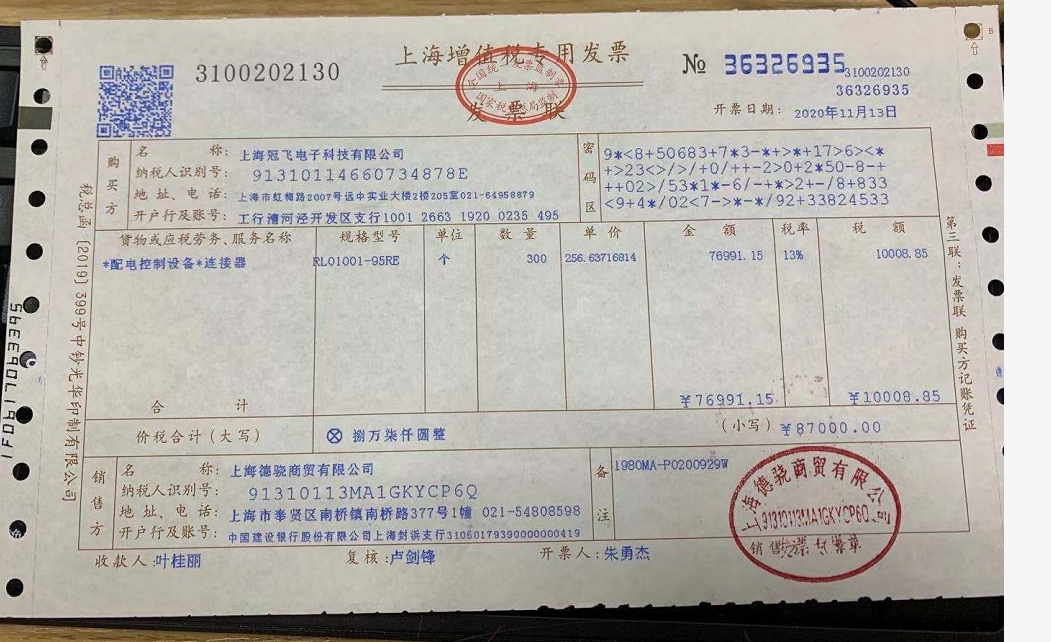 3100202130
上海增值税专用发票
发票联
全国统一发票监制章
上海
国家税务总局监制
№ 36326935
3100202130
36326935
开票日期: 2020年11月13日
购买方
名称: 上海冠飞电子科技有限公司
纳税人识别号: 91310114660734878E
地址、电话: 上海市虹梅路2007号远中实业大楼2楼205室021-64958879
开户行及账号: 工行漕河泾开发区支行1001 2663 1920 0235 495
密码区
9*<8+50683+7*3-*+>*+17>6><*
+>23<>/>/+0/++-2>0+2*50-8-+
++02>/53*1*-6/-+*>2+-/8+833
<9+4*/02<7->*-*/92+33824533
货物或应税劳务、服务名称 规格型号 单位 数量 单价 金额 税率 税额
*配电控制设备*连接器 RL01001-95RE 个 300 256.63716814 76991.15 13% 10008.85
合计 ¥76991.15 ¥10008.85
价税合计(大写) ⊗ 捌万柒仟圆整 (小写) ¥87000.00
销售方
名称: 上海德骁商贸有限公司
纳税人识别号: 91310113MA1GKYCP6Q
地址、电话: 上海市奉贤区南桥镇南桥路377号1幢 021-54808598
开户行及账号: 中国建设银行股份有限公司上海封浜支行31050179390000000419
备注
1980MA-P0200929W
上海德骁商贸有限公司
91310113MA1GKYCP6Q
收款人: 叶桂丽 复核: 卢剑锋 开票人: 朱勇杰 销售方:
税总函[2019]399号中钞光华印制有限公司
第三联:发票联 购买方记账凭证